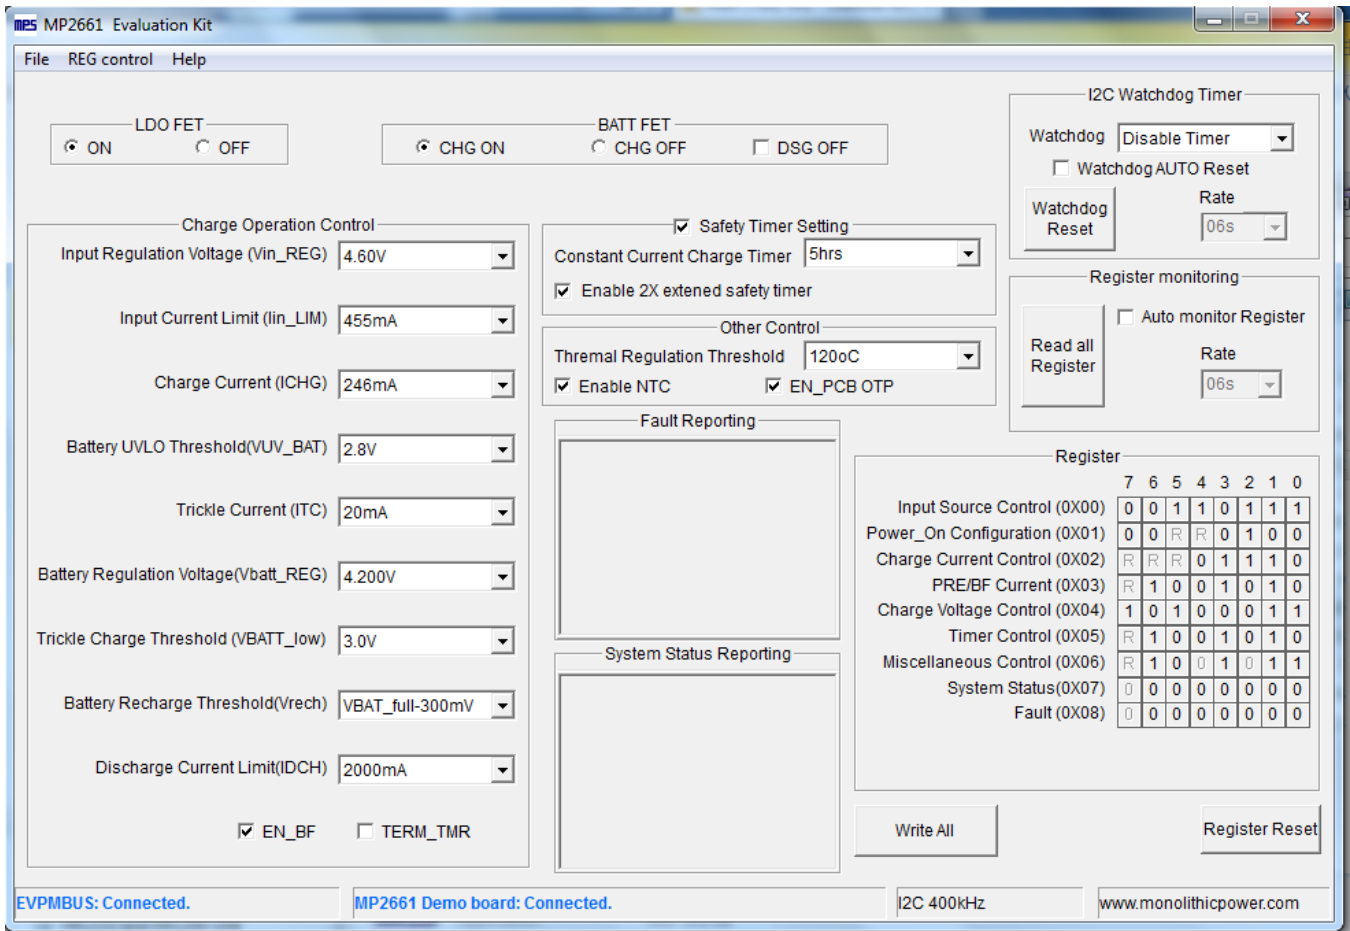 mps MP2661 Evaluation Kit
File REG control Help
LDO FET
ON OFF
BATT FET
CHG ON CHG OFF DSG OFF
I2C Watchdog Timer
Watchdog Disable Timer
Watchdog AUTO Reset
Watchdog Reset
Rate
06s
Charge Operation Control
Input Regulation Voltage (Vin_REG) 4.60V
Input Current Limit (Iin_LIM) 455mA
Charge Current (ICHG) 246mA
Battery UVLO Threshold(VUV_BAT) 2.8V
Trickle Current (ITC) 20mA
Battery Regulation Voltage(Vbatt_REG) 4.200V
Trickle Charge Threshold (VBATT_low) 3.0V
Battery Recharge Threshold(Vrech) VBAT_full-300mV
Discharge Current Limit(IDCH) 2000mA
EN_BF TERM_TMR
Safety Timer Setting
Constant Current Charge Timer 5hrs
Enable 2X extened safety timer
Other Control
Thremal Regulation Threshold 120oC
Enable NTC EN_PCB OTP
Fault Reporting
System Status Reporting
Register monitoring
Read all Register
Auto monitor Register
Rate
06s
Register
7 6 5 4 3 2 1 0
Input Source Control (0X00) 0 0 1 1 0 1 1 1
Power_On Configuration (0X01) 0 0 R R 0 1 0 0
Charge Current Control (0X02) R R R 0 1 1 1 0
PRE/BF Current (0X03) R 1 0 0 1 0 1 0
Charge Voltage Control (0X04) 1 0 1 0 0 0 1 1
Timer Control (0X05) R 1 0 0 1 0 1 0
Miscellaneous Control (0X06) R 1 0 0 1 0 1 1
System Status(0X07) 0 0 0 0 0 0 0 0
Fault (0X08) 0 0 0 0 0 0 0 0
Write All Register Reset
EVPMBUS: Connected. MP2661 Demo board: Connected. I2C 400kHz www.monolithicpower.com